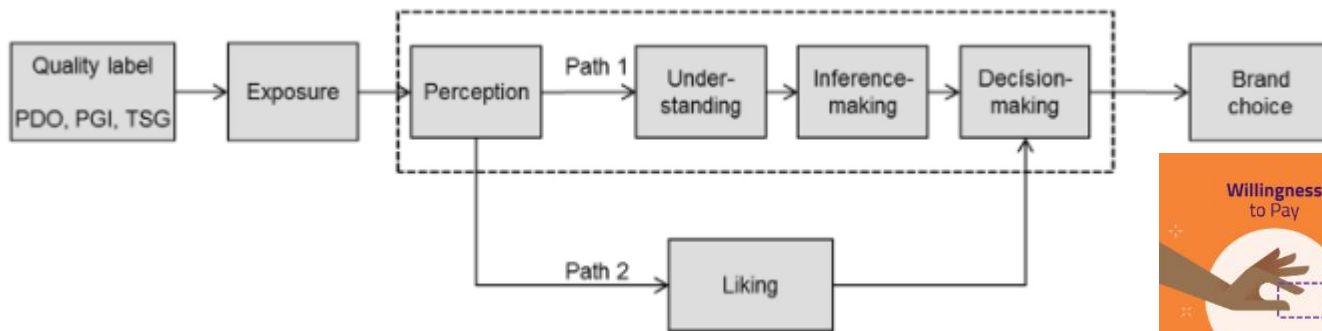 Quality label
PDO, PGI, TSG
Exposure
Perception
Path 1
Under-
standing
Inference-
making
Decísion-
making
Brand
choice
Path 2
Liking
Willingness
to Pay